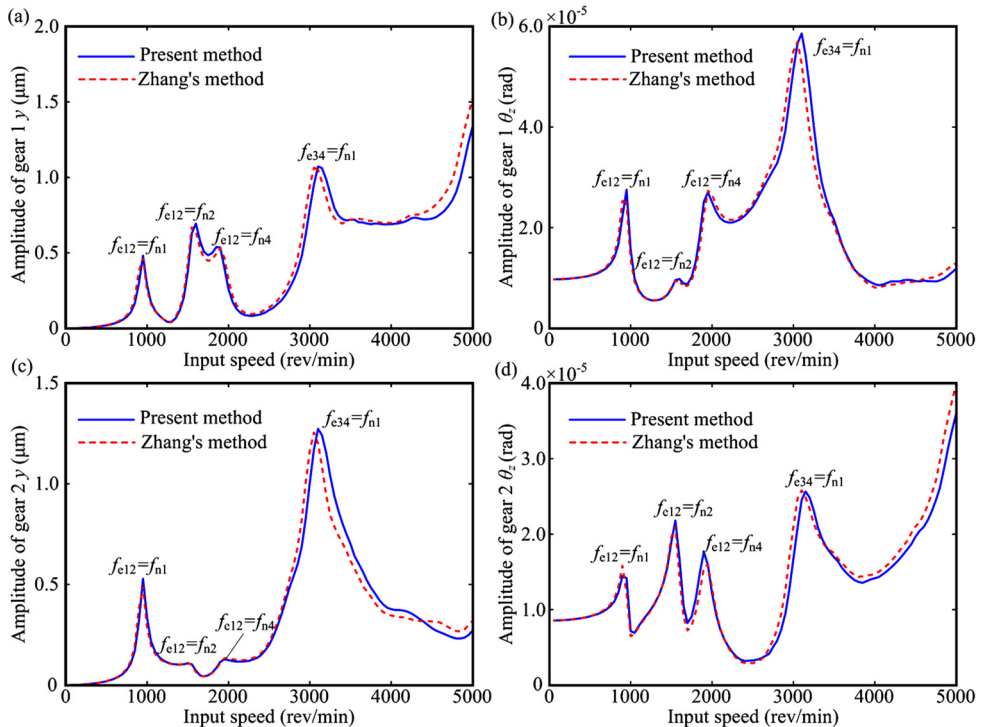 (a)
2.0
1.5
1.0
0.5
0
Amplitude of gear 1 y (μm)
Present method
Zhang's method
fe12=fn1
fe12=fn2
fe12=fn4
fe34=fn1
0 1000 2000 3000 4000 5000
Input speed (rev/min)
(b)
6.0 ×10⁻⁵
4.0
2.0
0
Amplitude of gear 1 θz (rad)
Present method
Zhang's method
fe12=fn1
fe12=fn2
fe12=fn4
fe34=fn1
0 1000 2000 3000 4000 5000
Input speed (rev/min)
(c)
1.5
1.0
0.5
0
Amplitude of gear 2 y (μm)
Present method
Zhang's method
fe12=fn1
fe12=fn2
fe12=fn4
fe34=fn1
0 1000 2000 3000 4000 5000
Input speed (rev/min)
(d)
4.0 ×10⁻⁵
3.0
2.0
1.0
0
Amplitude of gear 2 θz (rad)
Present method
Zhang's method
fe12=fn1
fe12=fn2
fe12=fn4
fe34=fn1
0 1000 2000 3000 4000 5000
Input speed (rev/min)